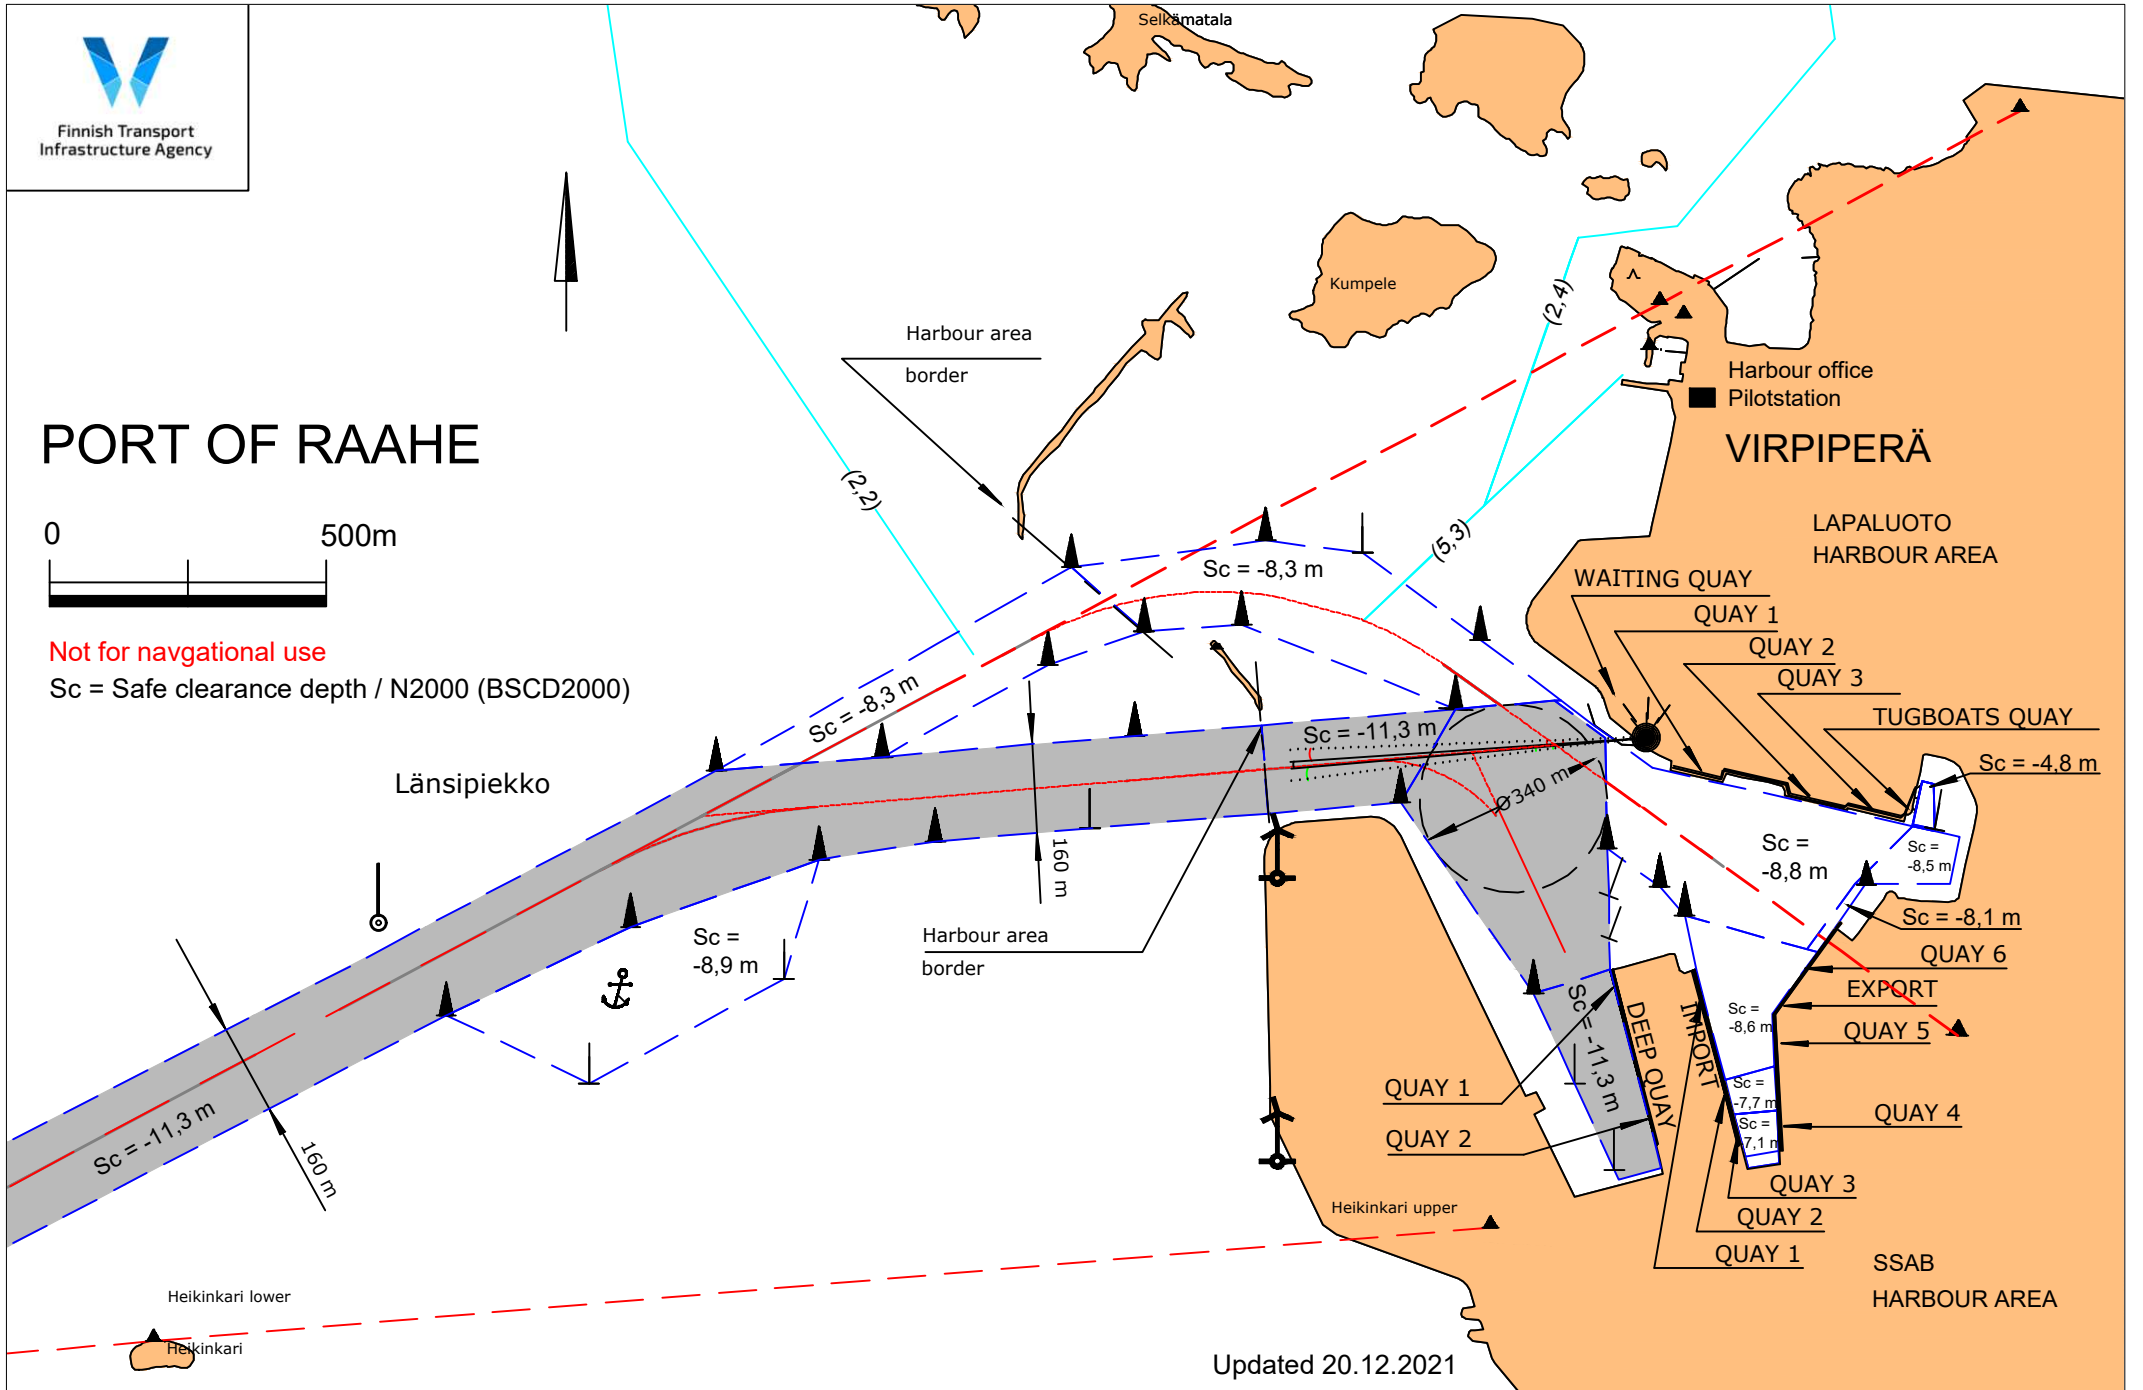 Finnish Transport
Infrastructure Agency
Selkämatala
Kumpele
Harbour area
border
(2,4)
Harbour office
Pilotstation
VIRPIPERÄ
PORT OF RAAHE
0
500m
(2,2)
(5,3)
LAPALUOTO
HARBOUR AREA
Sc = -8,3 m
WAITING QUAY
QUAY 1
QUAY 2
QUAY 3
TUGBOATS QUAY
Not for navgational use
Sc = Safe clearance depth / N2000 (BSCD2000)
Sc = -8,3 m
Sc = -11,3 m
Sc = -4,8 m
Länsipiekko
Ø340 m
160 m
Sc =
-8,8 m
Sc =
-8,5 m
Sc = -8,1 m
Harbour area
border
Sc =
-8,9 m
QUAY 6
EXPORT
QUAY 5
Sc =
-8,6 m
Sc = -11,3 m
DEEP QUAY
IMPORT
QUAY 1
QUAY 2
Sc =
-7,7 m
Sc =
-7,1 m
QUAY 4
Sc = -11,3 m
160 m
QUAY 3
QUAY 2
QUAY 1
Heikinkari upper
SSAB
HARBOUR AREA
Heikinkari lower
Heikinkari
Updated 20.12.2021